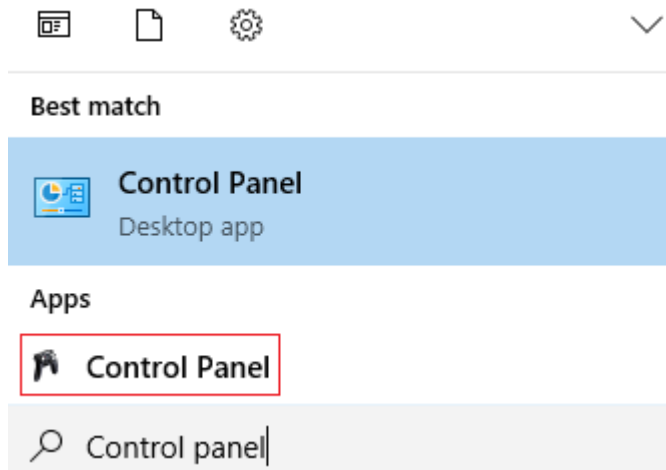 Best match
Control Panel
Desktop app
Apps
Control Panel
Control panel